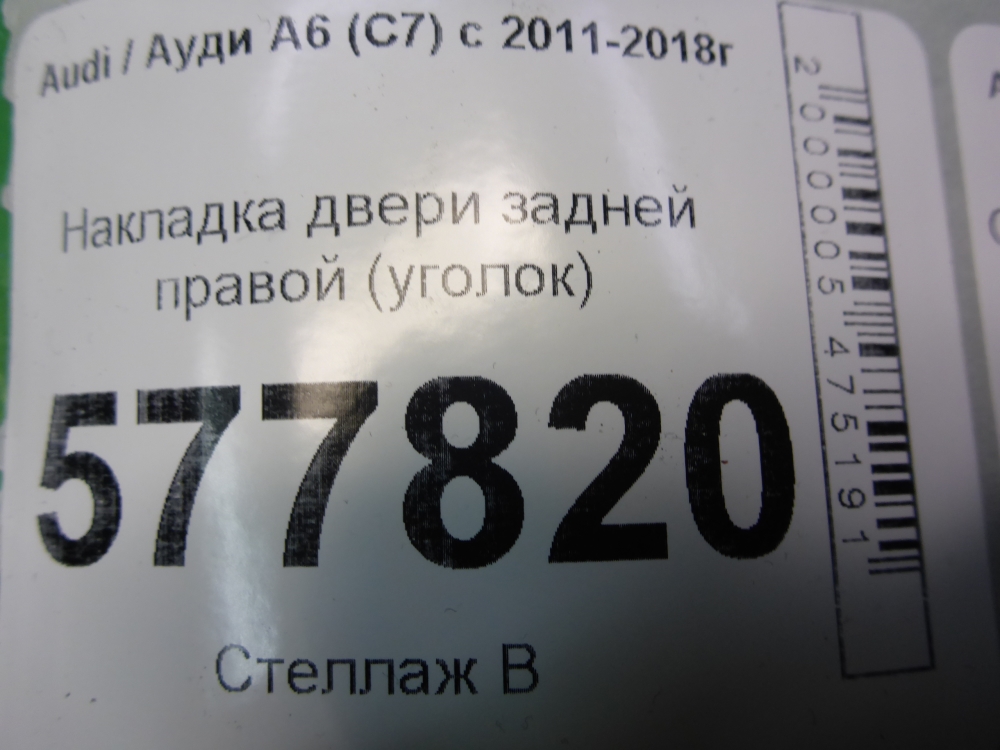 Audi / Ауди А6 (С7) с 2011-2018г
Накладка двери задней
правой (уголок)
577820
Стеллаж В
2000005475191